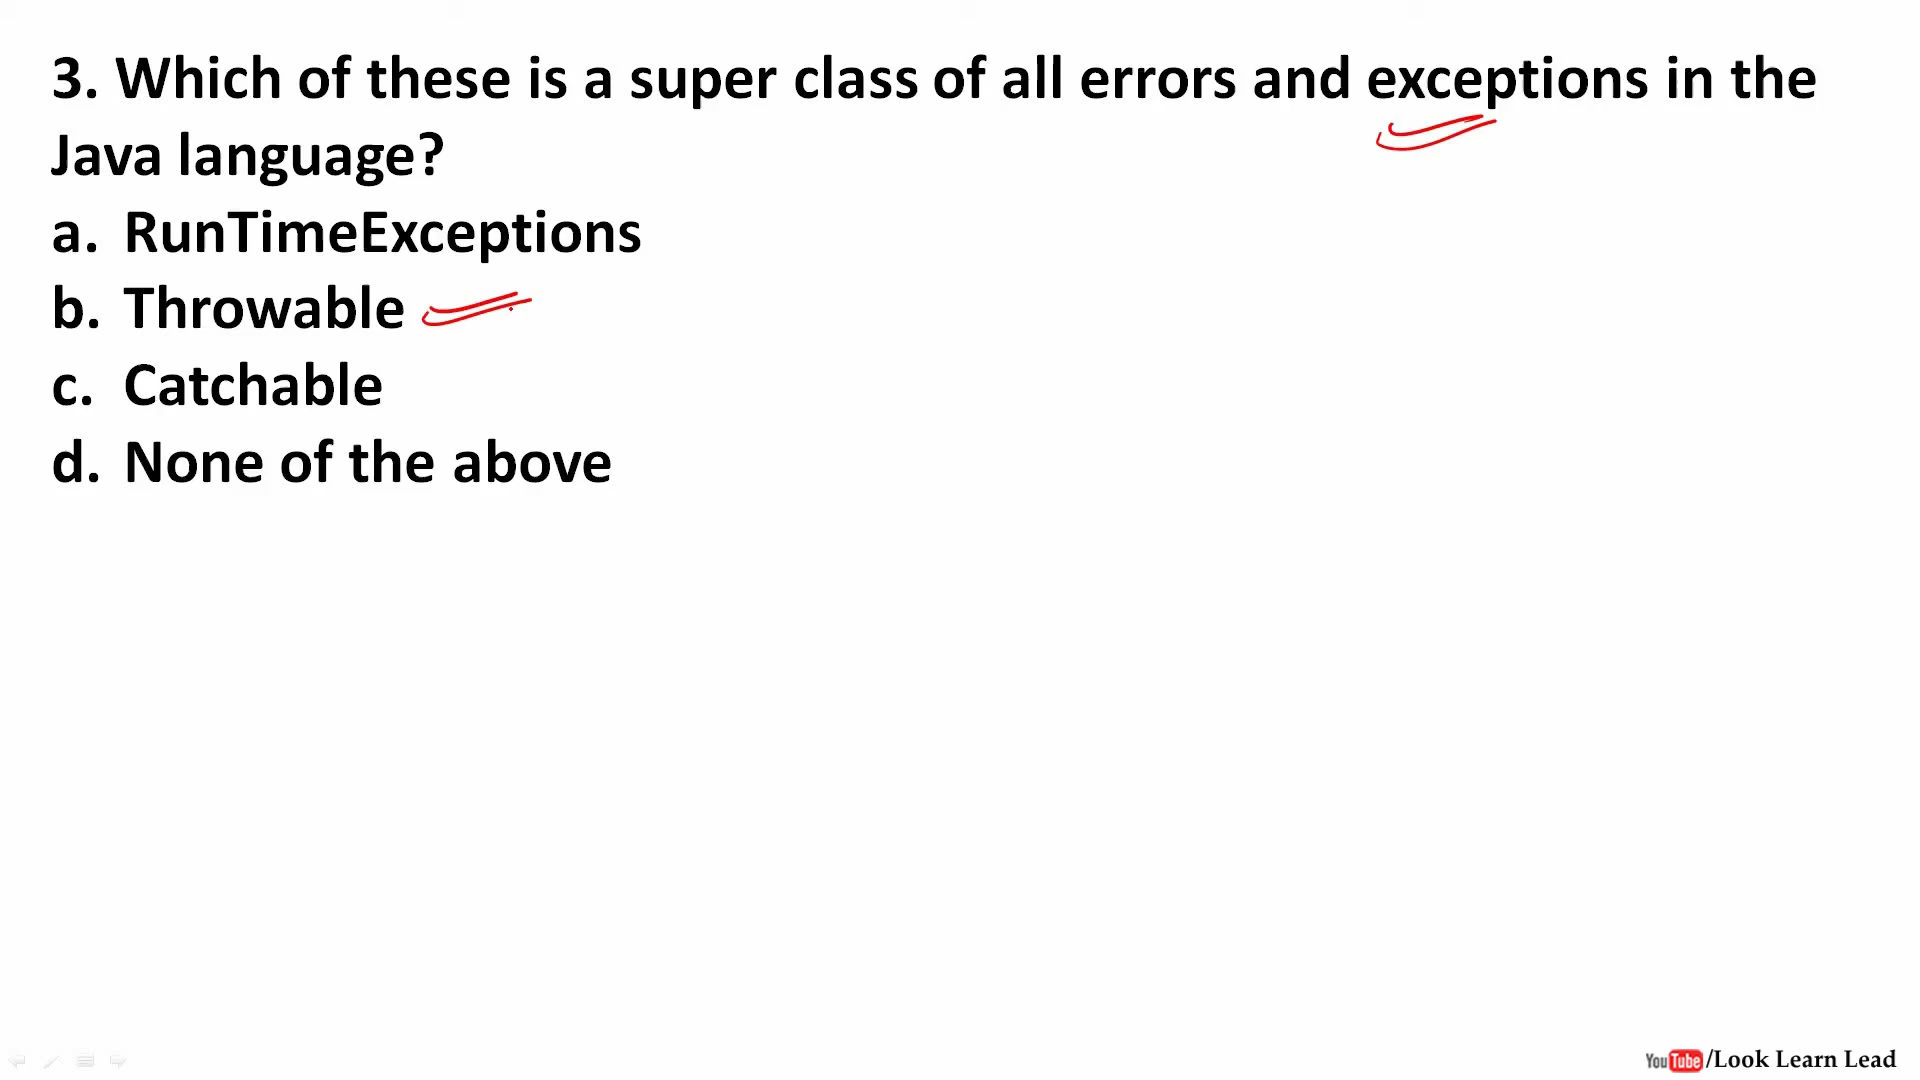 3. Which of these is a super class of all errors and exceptions in the
Java language?
a. RunTimeExceptions
b. Throwable
c. Catchable
d. None of the above
YouTube/Look Learn Lead